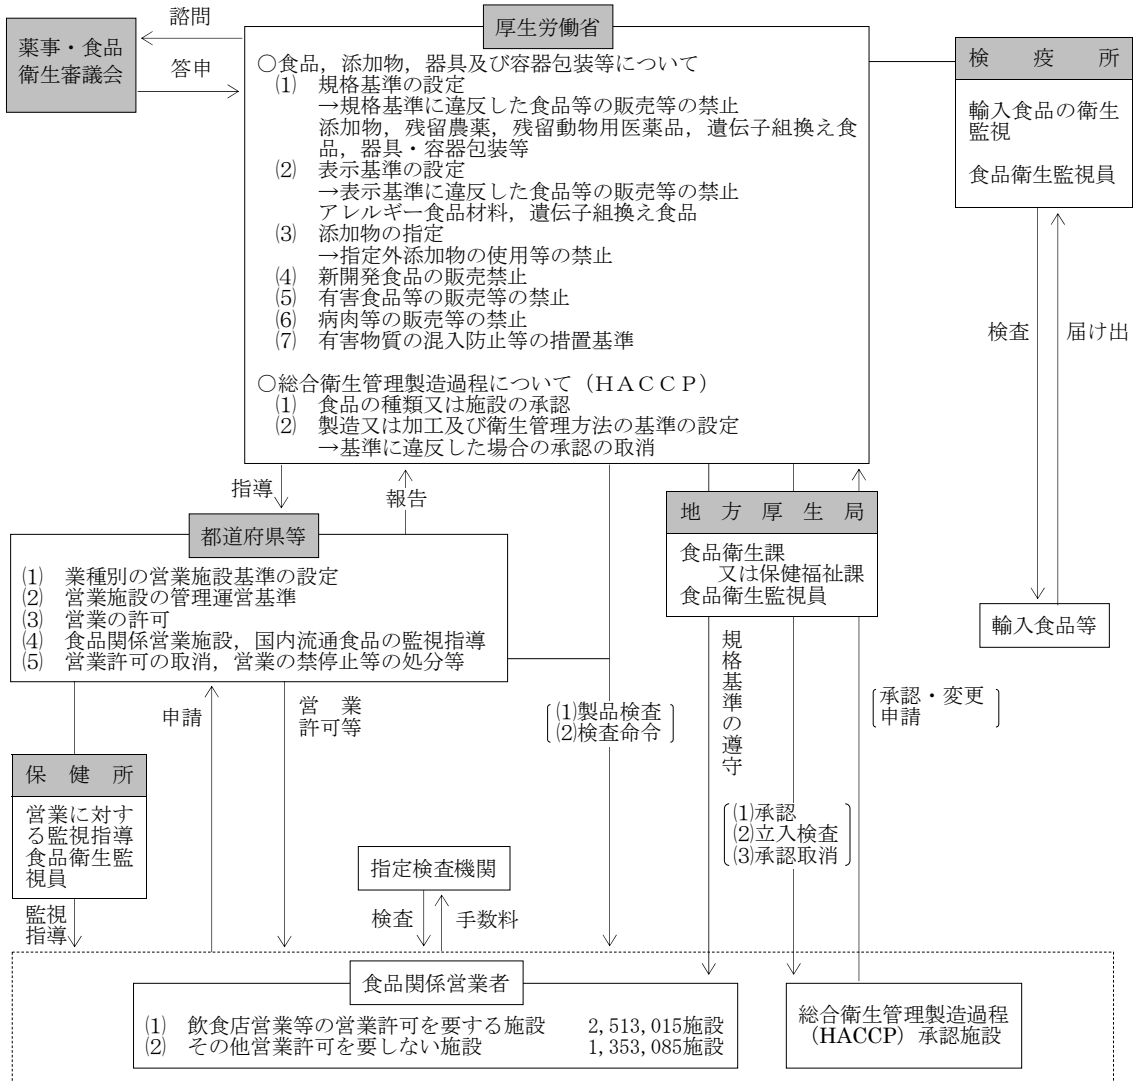 諮問
薬事・食品
衛生審議会
答申
厚生労働省
○食品，添加物，器具及び容器包装等について
⑴　規格基準の設定
→規格基準に違反した食品等の販売等の禁止
添加物，残留農薬，残留動物用医薬品，遺伝子組換え食
品，器具・容器包装等
⑵　表示基準の設定
→表示基準に違反した食品等の販売等の禁止
アレルギー食品材料，遺伝子組換え食品
⑶　添加物の指定
→指定外添加物の使用等の禁止
⑷　新開発食品の販売禁止
⑸　有害食品等の販売等の禁止
⑹　病肉等の販売等の禁止
⑺　有害物質の混入防止等の措置基準
○総合衛生管理製造過程について（ＨＡＣＣＰ）
⑴　食品の種類又は施設の承認
⑵　製造又は加工及び衛生管理方法の基準の設定
→基準に違反した場合の承認の取消
検　疫　所
輸入食品の衛生
監視
食品衛生監視員
検査
届け出
輸入食品等
指導
報告
都道府県等
⑴　業種別の営業施設基準の設定
⑵　営業施設の管理運営基準
⑶　営業の許可
⑷　食品関係営業施設，国内流通食品の監視指導
⑸　営業許可の取消，営業の禁停止等の処分等
地　方　厚　生　局
食品衛生課
又は保健福祉課
食品衛生監視員
申請
営　業
許可等
⑴製品検査
⑵検査命令
規格基準の遵守
承認・変更
申請
⑴承認
⑵立入検査
⑶承認取消
保　健　所
営業に対す
る監視指導
食品衛生監
視員
監視
指導
指定検査機関
検査
手数料
食品関係営業者
⑴　飲食店営業等の営業許可を要する施設　2,513,015施設
⑵　その他営業許可を要しない施設　1,353,085施設
総合衛生管理製造過程
（HACCP）承認施設